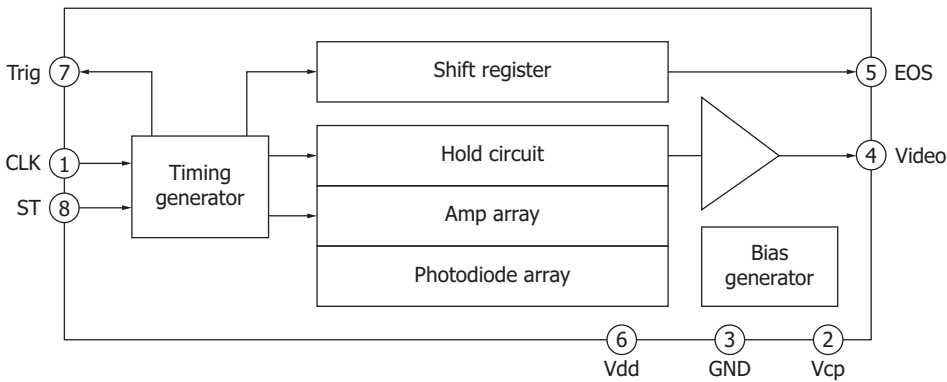 Shift register
Trig
7
5
EOS
Hold circuit
CLK
1
Timing
generator
4
Video
ST
8
Amp array
Photodiode array
Bias
generator
6
3
2
Vdd
GND
Vcp